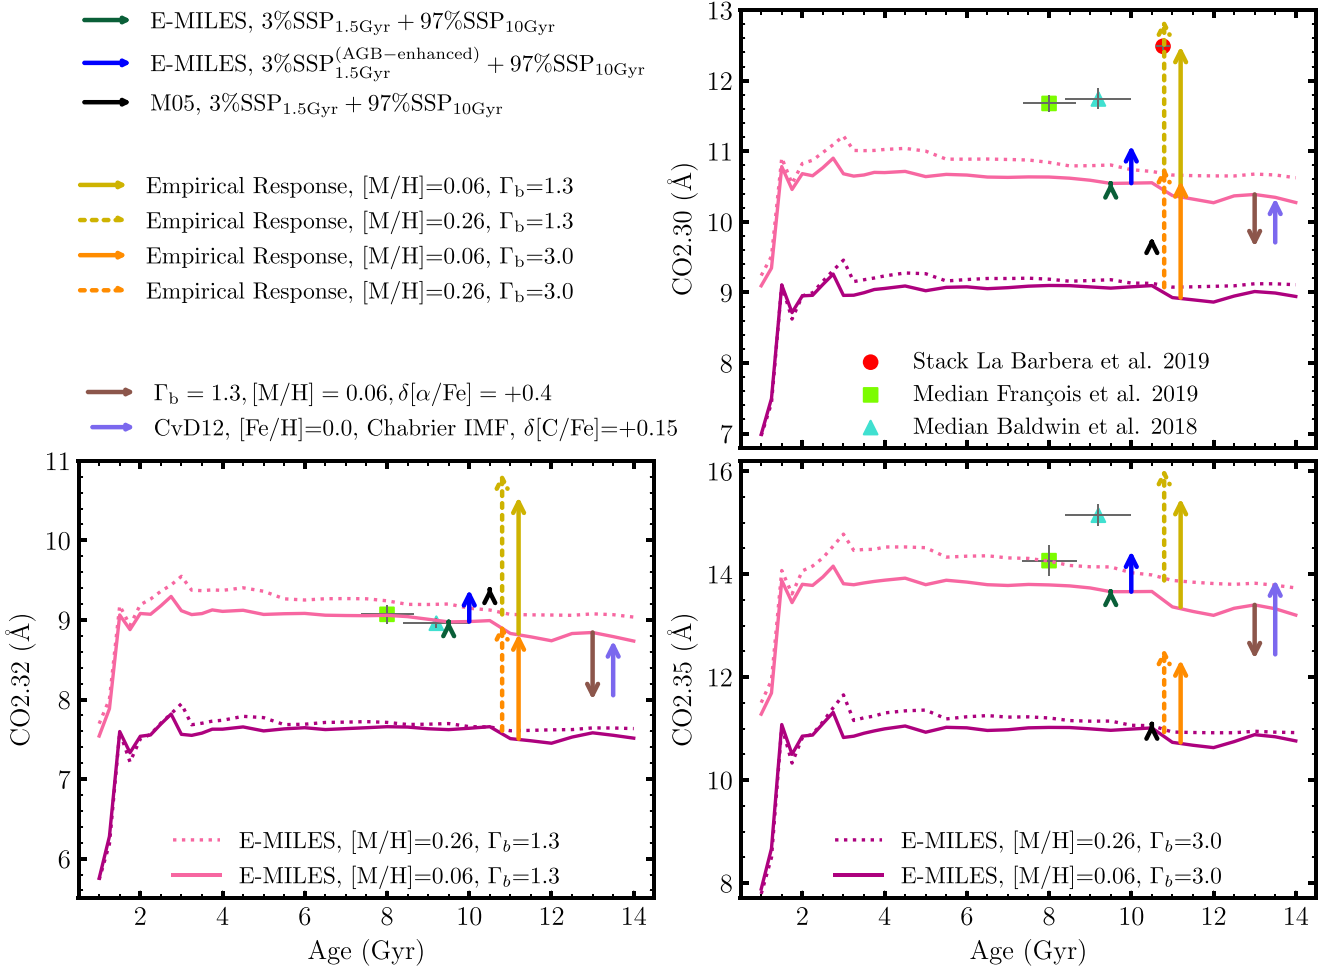 E-MILES, 3%SSP1.5Gyr + 97%SSP10Gyr
E-MILES, 3%SSP1.5Gyr(AGB−enhanced) + 97%SSP10Gyr
M05, 3%SSP1.5Gyr + 97%SSP10Gyr
Empirical Response, [M/H]=0.06, Γb=1.3
Empirical Response, [M/H]=0.26, Γb=1.3
Empirical Response, [M/H]=0.06, Γb=3.0
Empirical Response, [M/H]=0.26, Γb=3.0
Γb = 1.3, [M/H] = 0.06, δ[α/Fe] = +0.4
CvD12, [Fe/H]=0.0, Chabrier IMF, δ[C/Fe]=+0.15
13
12
11
10
9
8
7
CO2.30 (Å)
Stack La Barbera et al. 2019
Median François et al. 2019
Median Baldwin et al. 2018
11
10
9
8
7
6
CO2.32 (Å)
E-MILES, [M/H]=0.26, Γb=1.3
E-MILES, [M/H]=0.06, Γb=1.3
2 4 6 8 10 12 14
Age (Gyr)
16
14
12
10
8
CO2.35 (Å)
E-MILES, [M/H]=0.26, Γb=3.0
E-MILES, [M/H]=0.06, Γb=3.0
2 4 6 8 10 12 14
Age (Gyr)